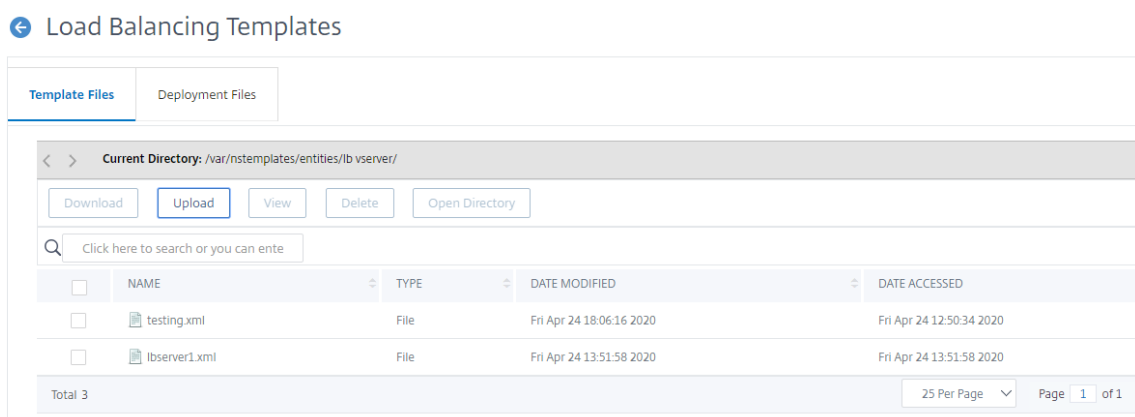 Load Balancing Templates
Template Files Deployment Files
Current Directory: /var/nstemplates/entities/lb vserver/
Download Upload View Delete Open Directory
Click here to search or you can ente
NAME TYPE DATE MODIFIED DATE ACCESSED
testing.xml File Fri Apr 24 18:06:16 2020 Fri Apr 24 12:50:34 2020
lbserver1.xml File Fri Apr 24 13:51:58 2020 Fri Apr 24 13:51:58 2020
Total 3 25 Per Page Page 1 of 1